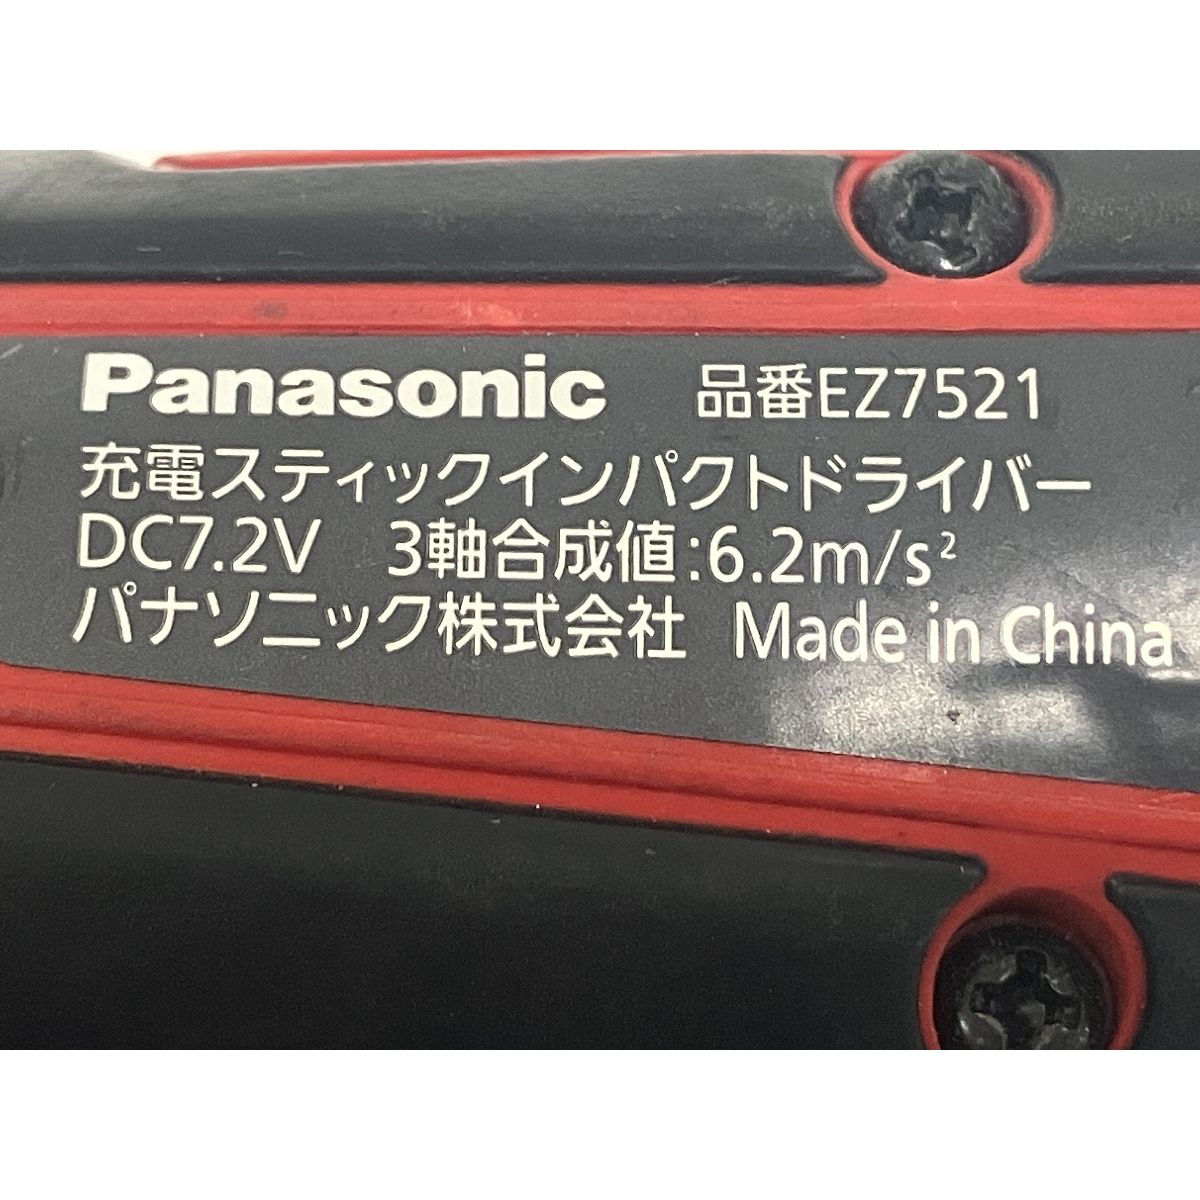 Panasonic 品番EZ7521
充電スティックインパクトドライバー
DC7.2V 3軸合成値:6.2m/s²
パナソニック株式会社 Made in China